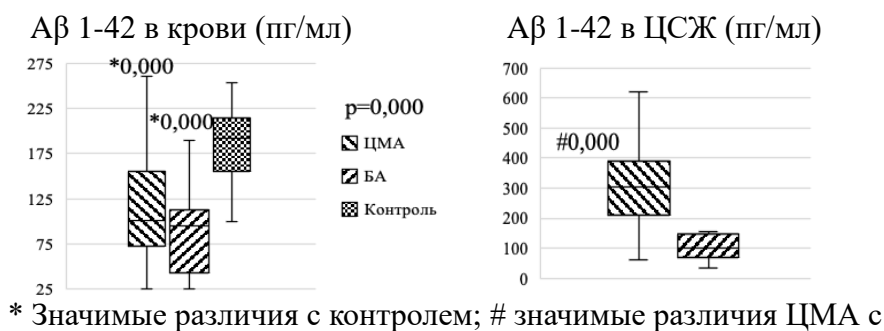 Aβ 1-42 в крови (пг/мл)
275
225
175
125
75
25
*0,000
*0,000
p=0,000
ЦМА
БА
Контроль
Aβ 1-42 в ЦСЖ (пг/мл)
700
600
500
400
300
200
100
0
#0,000
* Значимые различия с контролем; # значимые различия ЦМА с